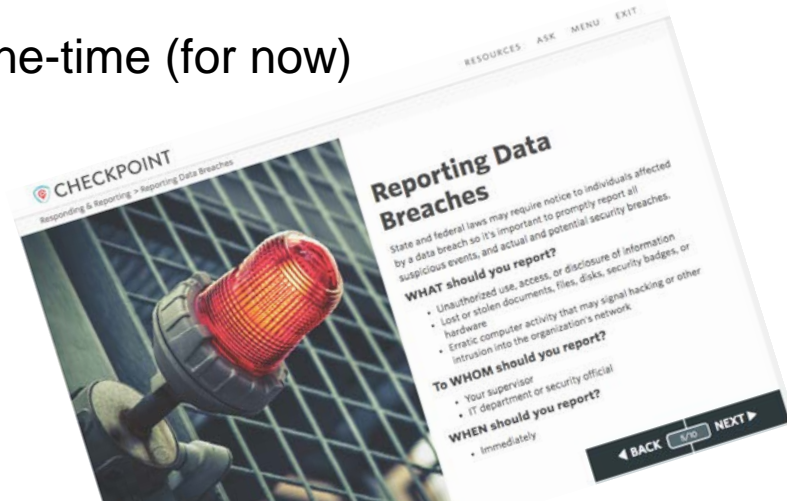 ne-time (for now)
RESOURCES ASK MENU EXIT
CHECKPOINT
Responding & Reporting > Reporting Data Breaches
Reporting Data
Breaches
State and federal laws may require notice to individuals affected
by a data breach so it's important to promptly report all
suspicious events, and actual and potential security breaches.
WHAT should you report?
• Unauthorized use, access, or disclosure of information
• Lost or stolen documents, files, disks, security badges, or
hardware
• Erratic computer activity that may signal hacking or other
intrusion into the organization's network
To WHOM should you report?
• Your supervisor
• IT department or security official
WHEN should you report?
• Immediately
◀ BACK 5/10 NEXT ▶